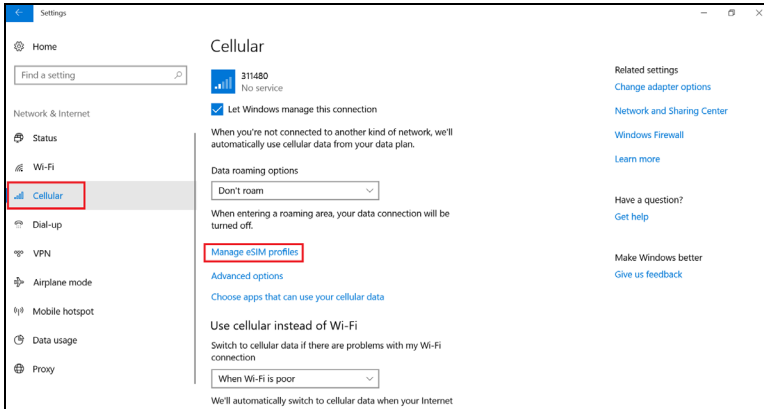 Settings
Home
Find a setting
Network & Internet
Status
Wi-Fi
Cellular
Dial-up
VPN
Airplane mode
Mobile hotspot
Data usage
Proxy
Cellular
311480
No service
Let Windows manage this connection
When you're not connected to another kind of network, we'll
automatically use cellular data from your data plan.
Data roaming options
Don't roam
When entering a roaming area, your data connection will be
turned off.
Manage eSIM profiles
Advanced options
Choose apps that can use your cellular data
Use cellular instead of Wi-Fi
Switch to cellular data if there are problems with my Wi-Fi
connection
When Wi-Fi is poor
We'll automatically switch to cellular data when your Internet
Related settings
Change adapter options
Network and Sharing Center
Windows Firewall
Learn more
Have a question?
Get help
Make Windows better
Give us feedback